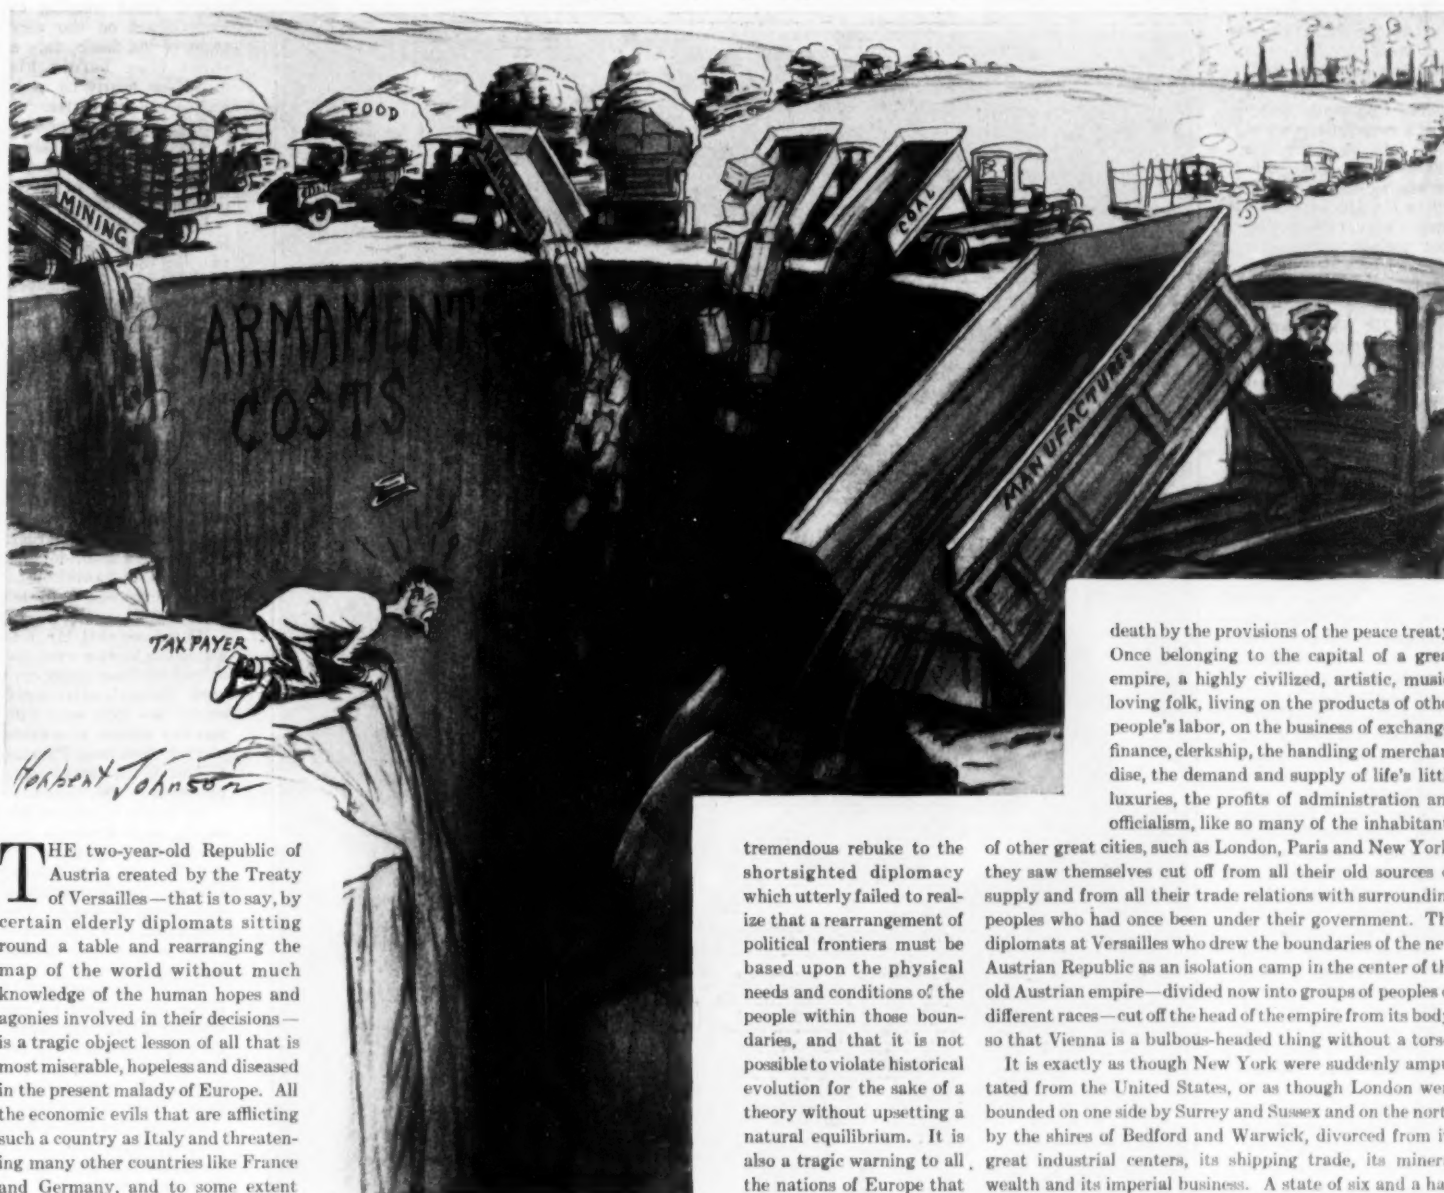 FOOD
MINING
COAL
ARMAMENT
COSTS
MANUFACTURES
TAX PAYER
Herbert Johnson
THE two-year-old Republic of
Austria created by the Treaty
of Versailles—that is to say, by
certain elderly diplomats sitting
round a table and rearranging the
map of the world without much
knowledge of the human hopes and
agonies involved in their decisions—
is a tragic object lesson of all that is
most miserable, hopeless and diseased
in the present malady of Europe. All
the economic evils that are afflicting
such a country as Italy and threaten-
ing many other countries like France
and Germany, and to some extent
tremendous rebuke to the
shortsighted diplomacy
which utterly failed to real-
ize that a rearrangement of
political frontiers must be
based upon the physical
needs and conditions of the
people within those boun-
daries, and that it is not
possible to violate historical
evolution for the sake of a
theory without upsetting a
natural equilibrium. It is
also a tragic warning to all
the nations of Europe that
death by the provisions of the peace treaty
Once belonging to the capital of a grea
empire, a highly civilized, artistic, music
loving folk, living on the products of othe
people's labor, on the business of exchang
finance, clerkship, the handling of merchan
dise, the demand and supply of life's littl
luxuries, the profits of administration an
officialism, like so many of the inhabitan
of other great cities, such as London, Paris and New York
they saw themselves cut off from all their old sources o
supply and from all their trade relations with surroundin
peoples who had once been under their government. Th
diplomats at Versailles who drew the boundaries of the ne
Austrian Republic as an isolation camp in the center of th
old Austrian empire—divided now into groups of peoples o
different races—cut off the head of the empire from its body
so that Vienna is a bulbous-headed thing without a tors
It is exactly as though New York were suddenly ampu
tated from the United States, or as though London wer
bounded on one side by Surrey and Sussex and on the nort
by the shires of Bedford and Warwick, divorced from i
great industrial centers, its shipping trade, its miner
wealth and its imperial business. A state of six and a ha